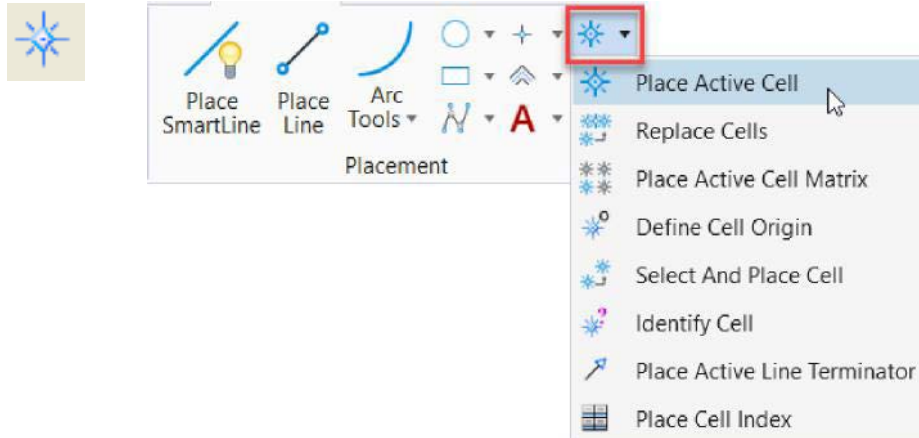 Place
SmartLine
Place
Line
Arc
Tools
A
Placement
Place Active Cell
Replace Cells
Place Active Cell Matrix
Define Cell Origin
Select And Place Cell
Identify Cell
Place Active Line Terminator
Place Cell Index